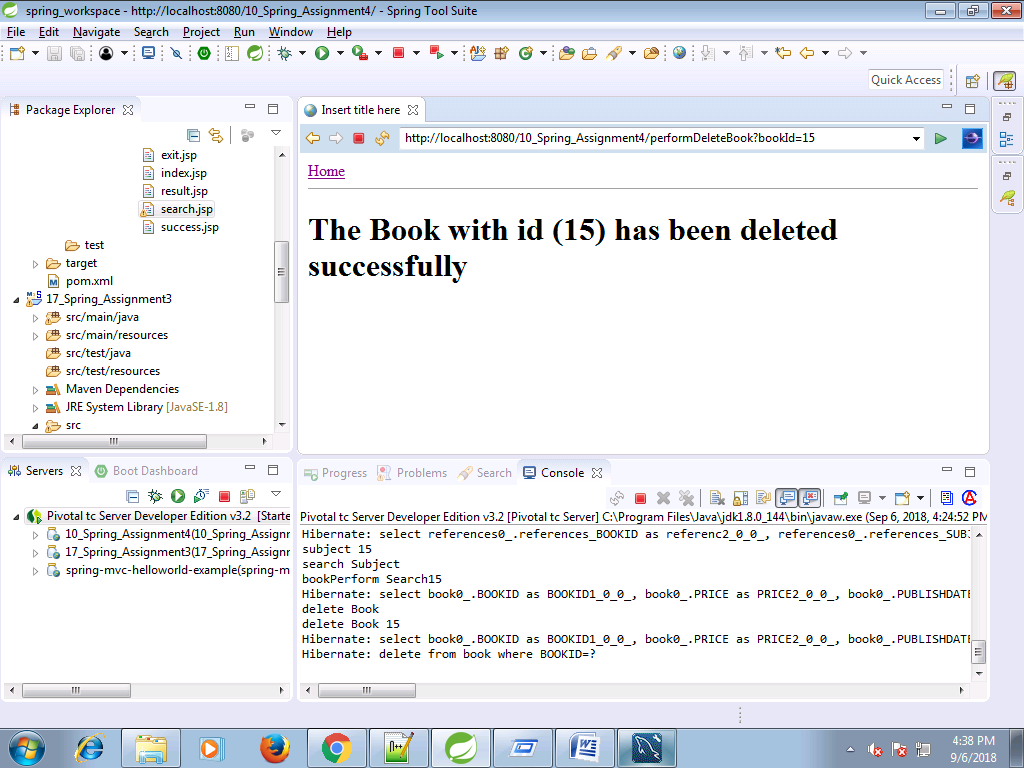 spring_workspace - http://localhost:8080/10_Spring_Assignment4/ - Spring Tool Suite
File Edit Navigate Search Project Run Window Help
Quick Access
Package Explorer
exit.jsp
index.jsp
result.jsp
search.jsp
success.jsp
test
target
pom.xml
17_Spring_Assignment3
src/main/java
src/main/resources
src/test/java
src/test/resources
Maven Dependencies
JRE System Library [JavaSE-1.8]
src
Insert title here
http://localhost:8080/10_Spring_Assignment4/performDeleteBook?bookId=15
Home
The Book with id (15) has been deleted
successfully
Servers Boot Dashboard
Pivotal tc Server Developer Edition v3.2 [Starte
10_Spring_Assignment4(10_Spring_Assignr
17_Spring_Assignment3(17_Spring_Assignr
spring-mvc-helloworld-example(spring-m
Progress Problems Search Console
Pivotal tc Server Developer Edition v3.2 [Pivotal tc Server] C:\Program Files\Java\jdk1.8.0_144\bin\javaw.exe (Sep 6, 2018, 4:24:52 PM
Hibernate: select references0_.references_BOOKID as referenc2_0_0_, references0_.references_SUB
subject 15
search Subject
bookPerform Search15
Hibernate: select book0_.BOOKID as BOOKID1_0_0_, book0_.PRICE as PRICE2_0_0_, book0_.PUBLISHDATE
delete Book
delete Book 15
Hibernate: select book0_.BOOKID as BOOKID1_0_0_, book0_.PRICE as PRICE2_0_0_, book0_.PUBLISHDATE
Hibernate: delete from book where BOOKID=?
4:38 PM
9/6/2018